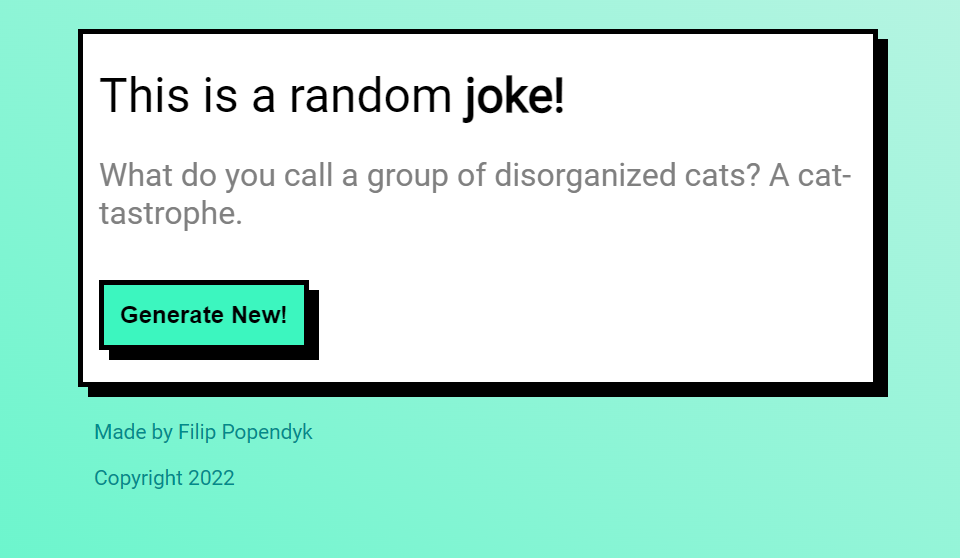 This is a random joke!
What do you call a group of disorganized cats? A cat-
tastrophe.
Generate New!
Made by Filip Popendyk
Copyright 2022